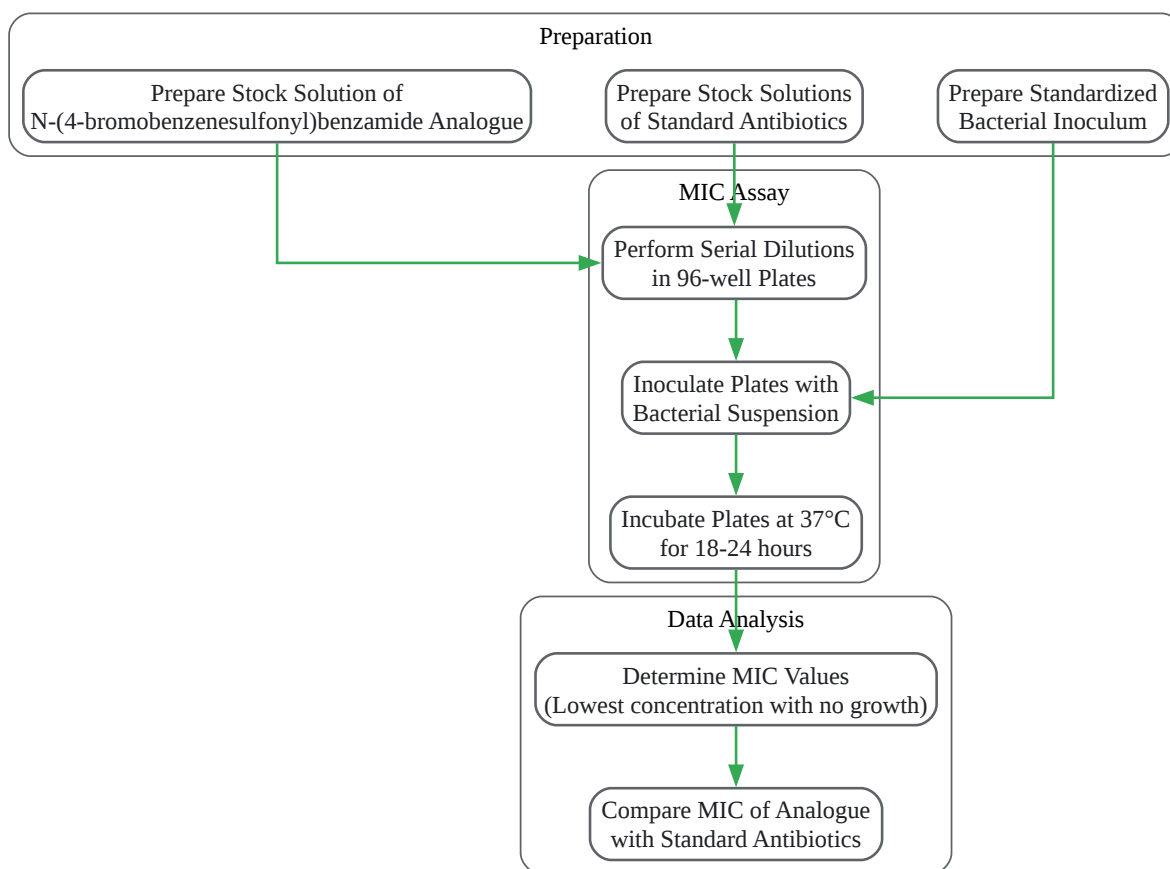 Preparation
Prepare Stock Solution of
N-(4-bromobenzenesulfonyl)benzamide Analogue
Prepare Stock Solutions
of Standard Antibiotics
Prepare Standardized
Bacterial Inoculum
MIC Assay
Perform Serial Dilutions
in 96-well Plates
Inoculate Plates with
Bacterial Suspension
Incubate Plates at 37°C
for 18-24 hours
Data Analysis
Determine MIC Values
(Lowest concentration with no growth)
Compare MIC of Analogue
with Standard Antibiotics